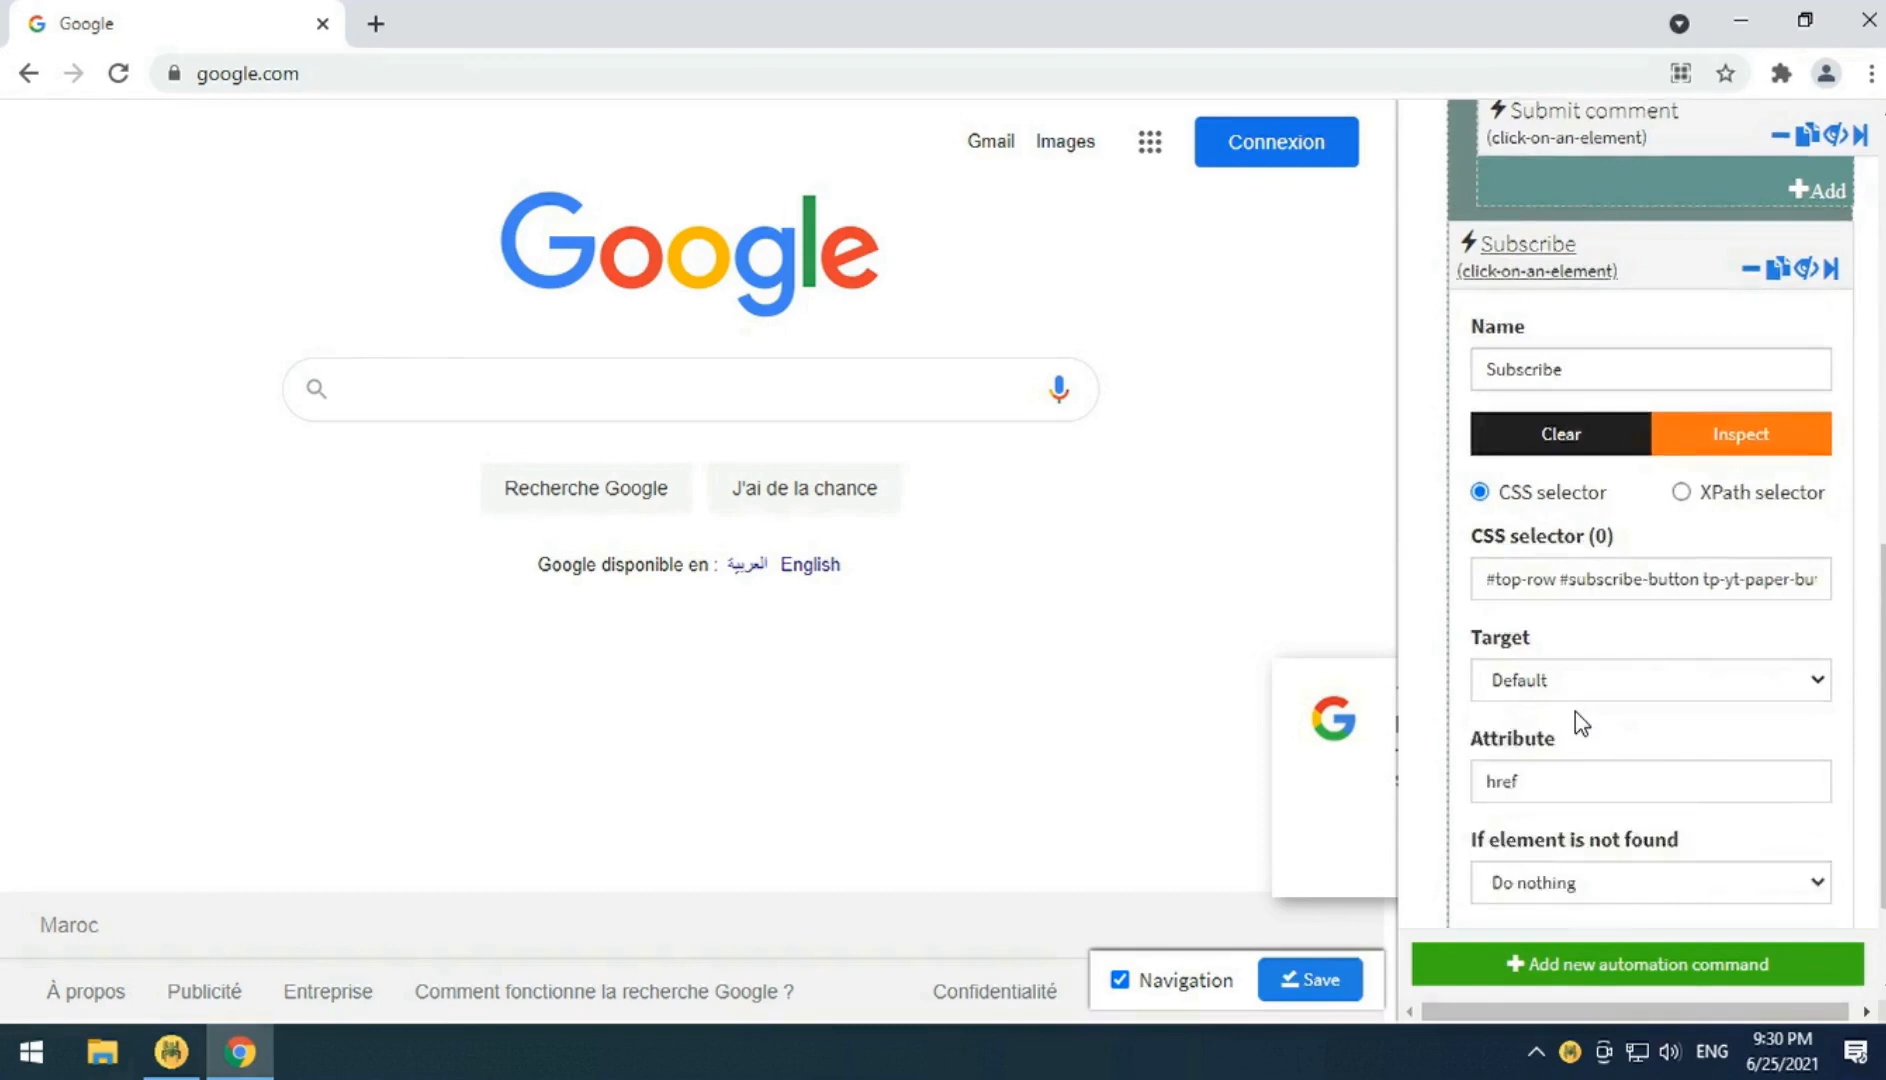 Google
google.com
Gmail Images Connexion
Google
Recherche Google J'ai de la chance
Google disponible en : العربية English
Maroc
À propos Publicité Entreprise Comment fonctionne la recherche Google ? Confidentialité
Navigation Save
Submit comment
(click-on-an-element)
Add
Subscribe
(click-on-an-element)
Name
Subscribe
Clear Inspect
CSS selector XPath selector
CSS selector (0)
#top-row #subscribe-button tp-yt-paper-bu
Target
Default
Attribute
href
If element is not found
Do nothing
Add new automation command
ENG
9:30 PM
6/25/2021